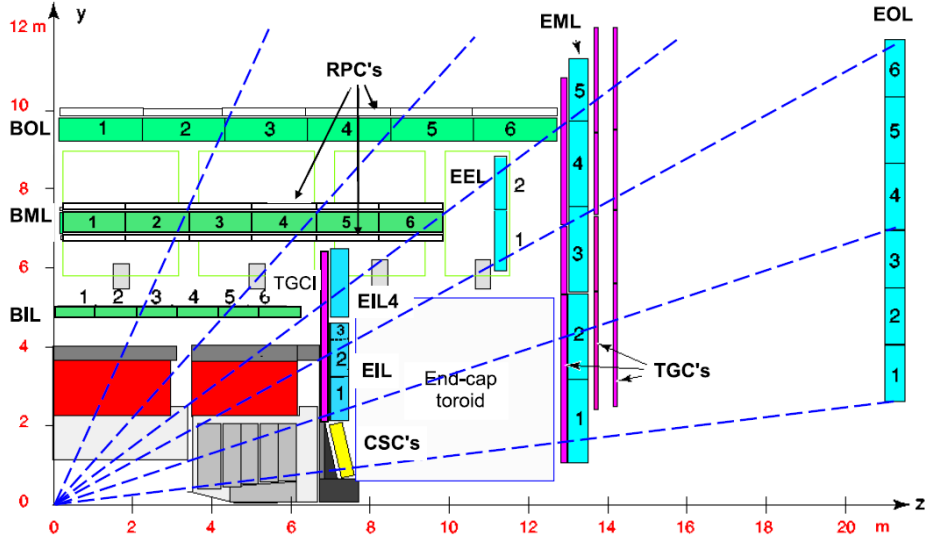 12 m
y
EML
EOL
RPC's
10
BOL
1 2 3 4 5 6
5
6
5
4
8
EEL
2
1
4
BML
1 2 3 4 5 6
3
3
6
TGCI
EIL4
BIL
1 2 3 4 5 6
4
3
2
1
EIL
End-cap
toroid
2
TGC's
2
1
2
CSC's
1
0
z
0 2 4 6 8 10 12 14 16 18 20 m